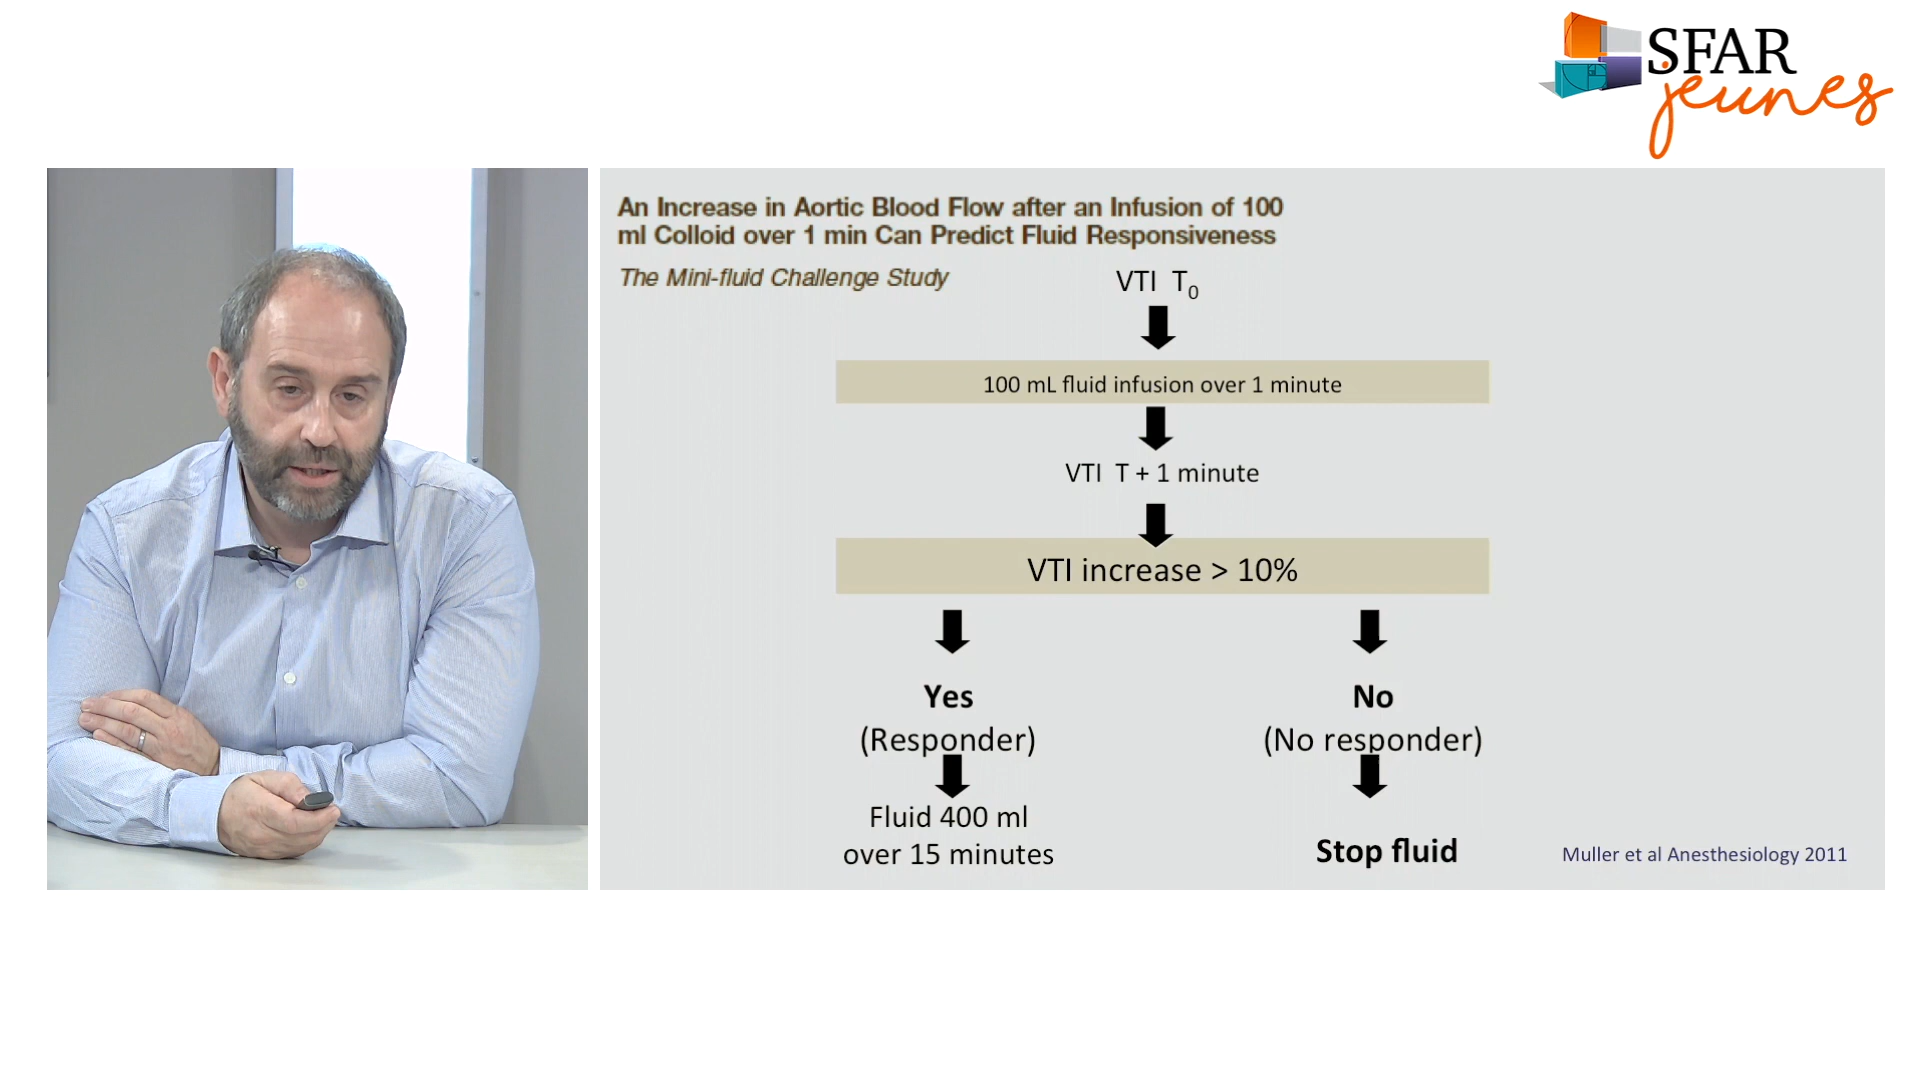 SFAR
jeunes
An Increase in Aortic Blood Flow after an Infusion of 100
ml Colloid over 1 min Can Predict Fluid Responsiveness
The Mini-fluid Challenge Study
VTI T0
100 mL fluid infusion over 1 minute
VTI T + 1 minute
VTI increase > 10%
Yes
(Responder)
No
(No responder)
Fluid 400 ml
over 15 minutes
Stop fluid
Muller et al Anesthesiology 2011